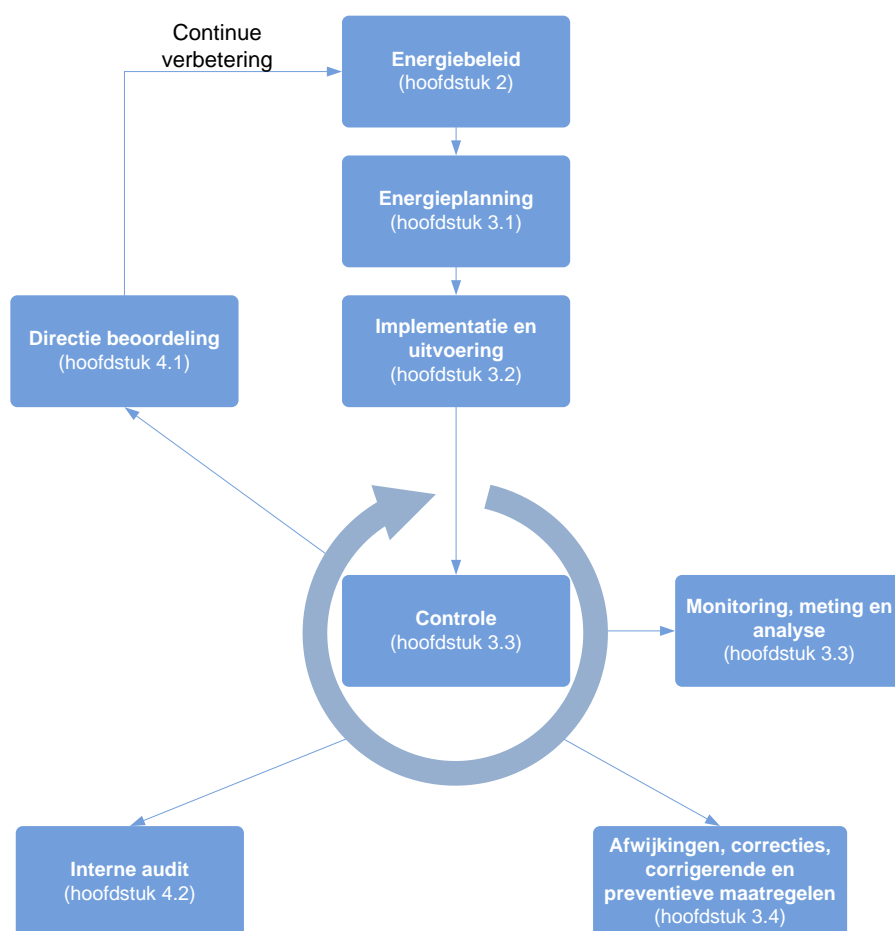 Continue
verbetering
Energiebeleid
(hoofdstuk 2)
Energieplanning
(hoofdstuk 3.1)
Implementatie en
uitvoering
(hoofdstuk 3.2)
Directie beoordeling
(hoofdstuk 4.1)
Controle
(hoofdstuk 3.3)
Monitoring, meting en
analyse
(hoofdstuk 3.3)
Interne audit
(hoofdstuk 4.2)
Afwijkingen, correcties,
corrigerende en
preventieve maatregelen
(hoofdstuk 3.4)